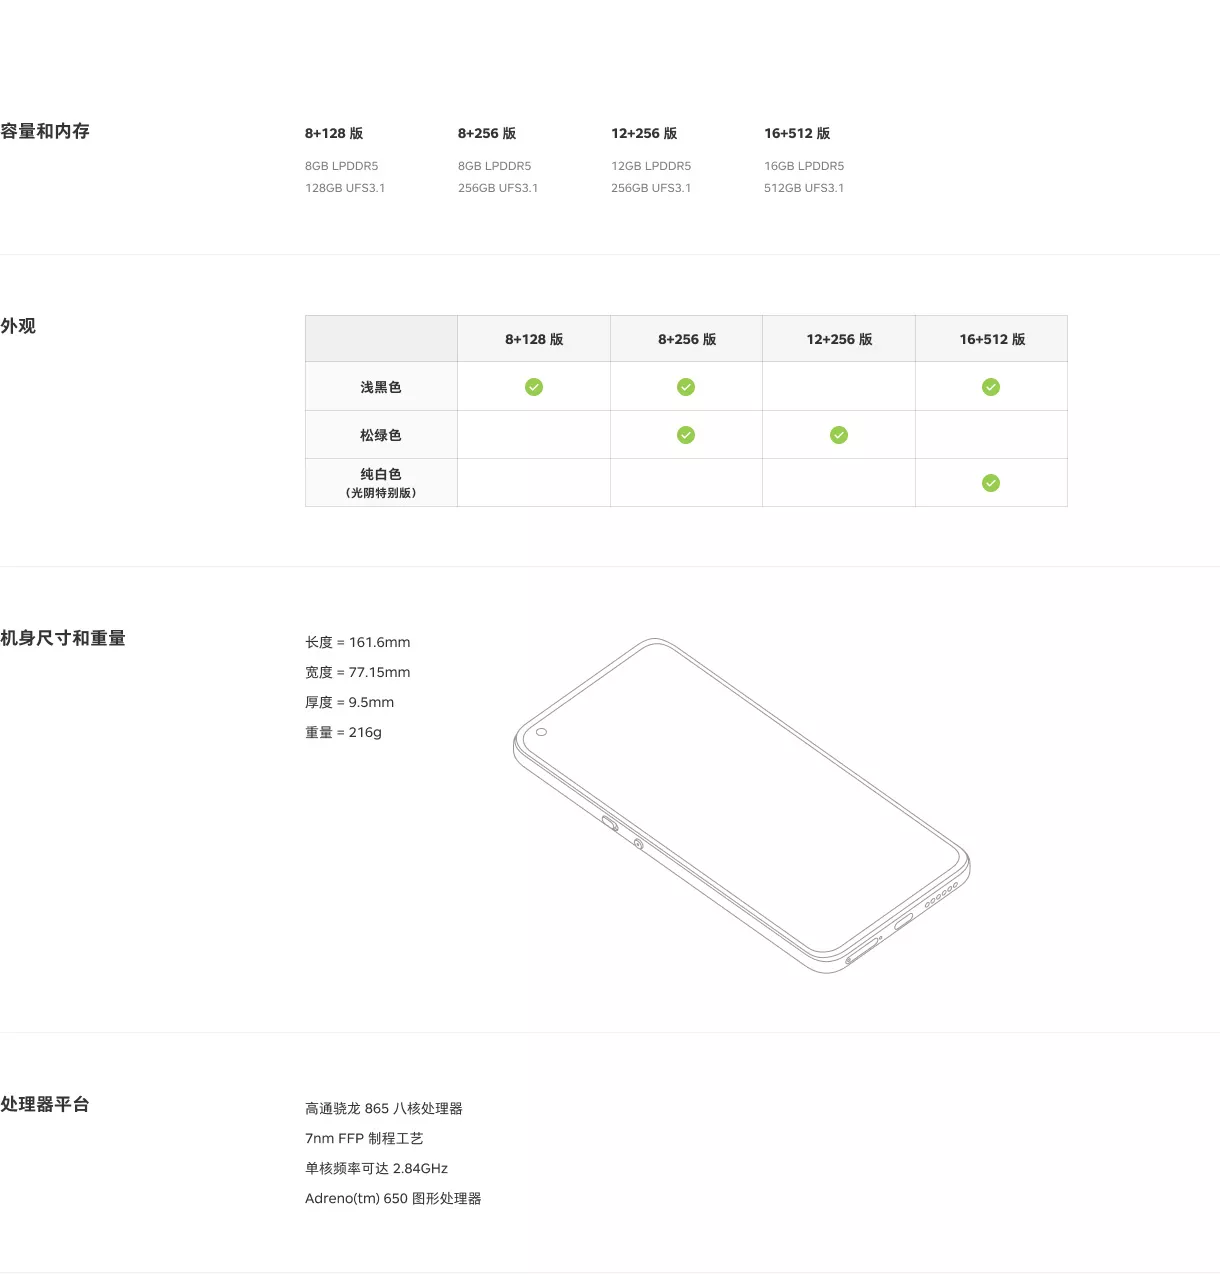 容量和内存
8+128 版
8+256 版
12+256 版
16+512 版
8GB LPDDR5
8GB LPDDR5
12GB LPDDR5
16GB LPDDR5
128GB UFS3.1
256GB UFS3.1
256GB UFS3.1
512GB UFS3.1
外观
8+128 版
8+256 版
12+256 版
16+512 版
浅黑色
松绿色
纯白色
（光阴特别版）
机身尺寸和重量
长度 = 161.6mm
宽度 = 77.15mm
厚度 = 9.5mm
重量 = 216g
处理器平台
高通骁龙 865 八核处理器
7nm FFP 制程工艺
单核频率可达 2.84GHz
Adreno(tm) 650 图形处理器